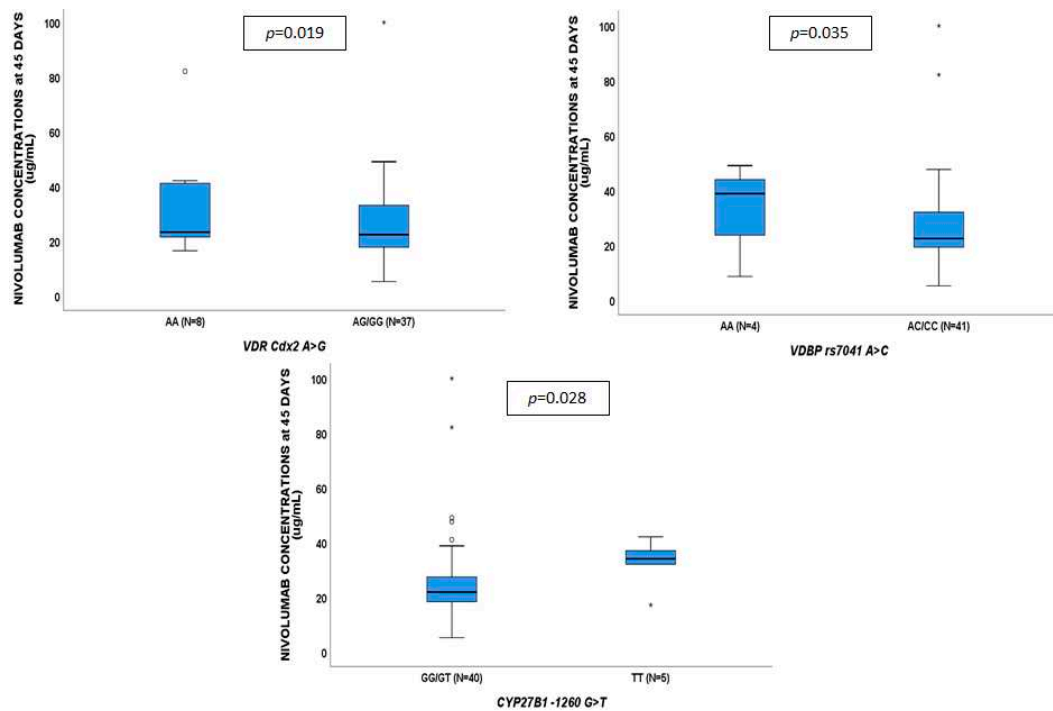 p=0.019
NIVOLUMAB CONCENTRATIONS at 45 DAYS
(ug/mL)
100
80
60
40
20
0
AA (N=8)
AG/GG (N=37)
VDR Cdx2 A>G
p=0.035
NIVOLUMAB CONCENTRATIONS at 45 DAYS
(ug/mL)
100
80
60
40
20
0
AA (N=4)
AC/CC (N=41)
VDBP rs7041 A>C
p=0.028
NIVOLUMAB CONCENTRATIONS at 45 DAYS
(ug/mL)
100
80
60
40
20
0
GG/GT (N=40)
TT (N=5)
CYP27B1 -1260 G>T